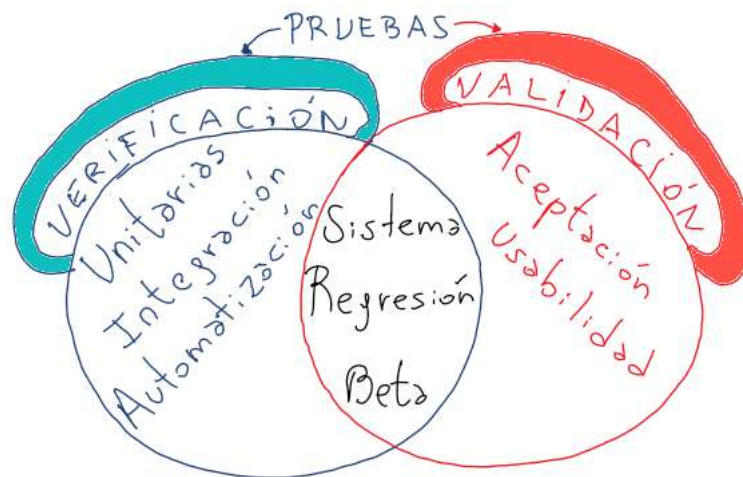 PRUEBAS
VERIFICACIÓN
VALIDACIÓN
Unitarias
Integración
Automatización
Sistema
Regresión
Beta
Aceptación
Usabilidad